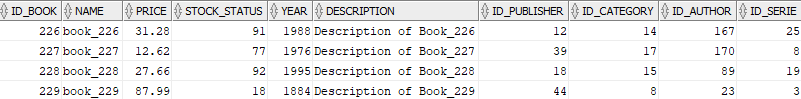 ID_BOOK NAME PRICE STOCK_STATUS YEAR DESCRIPTION ID_PUBLISHER ID_CATEGORY ID_AUTHOR ID_SERIE
226 book_226 31.28 91 1988 Description of Book_226 12 14 167 25
227 book_227 12.62 77 1976 Description of Book_227 39 17 170 8
228 book_228 27.66 92 1995 Description of Book_228 18 15 89 19
229 book_229 87.99 18 1884 Description of Book_229 44 8 23 3